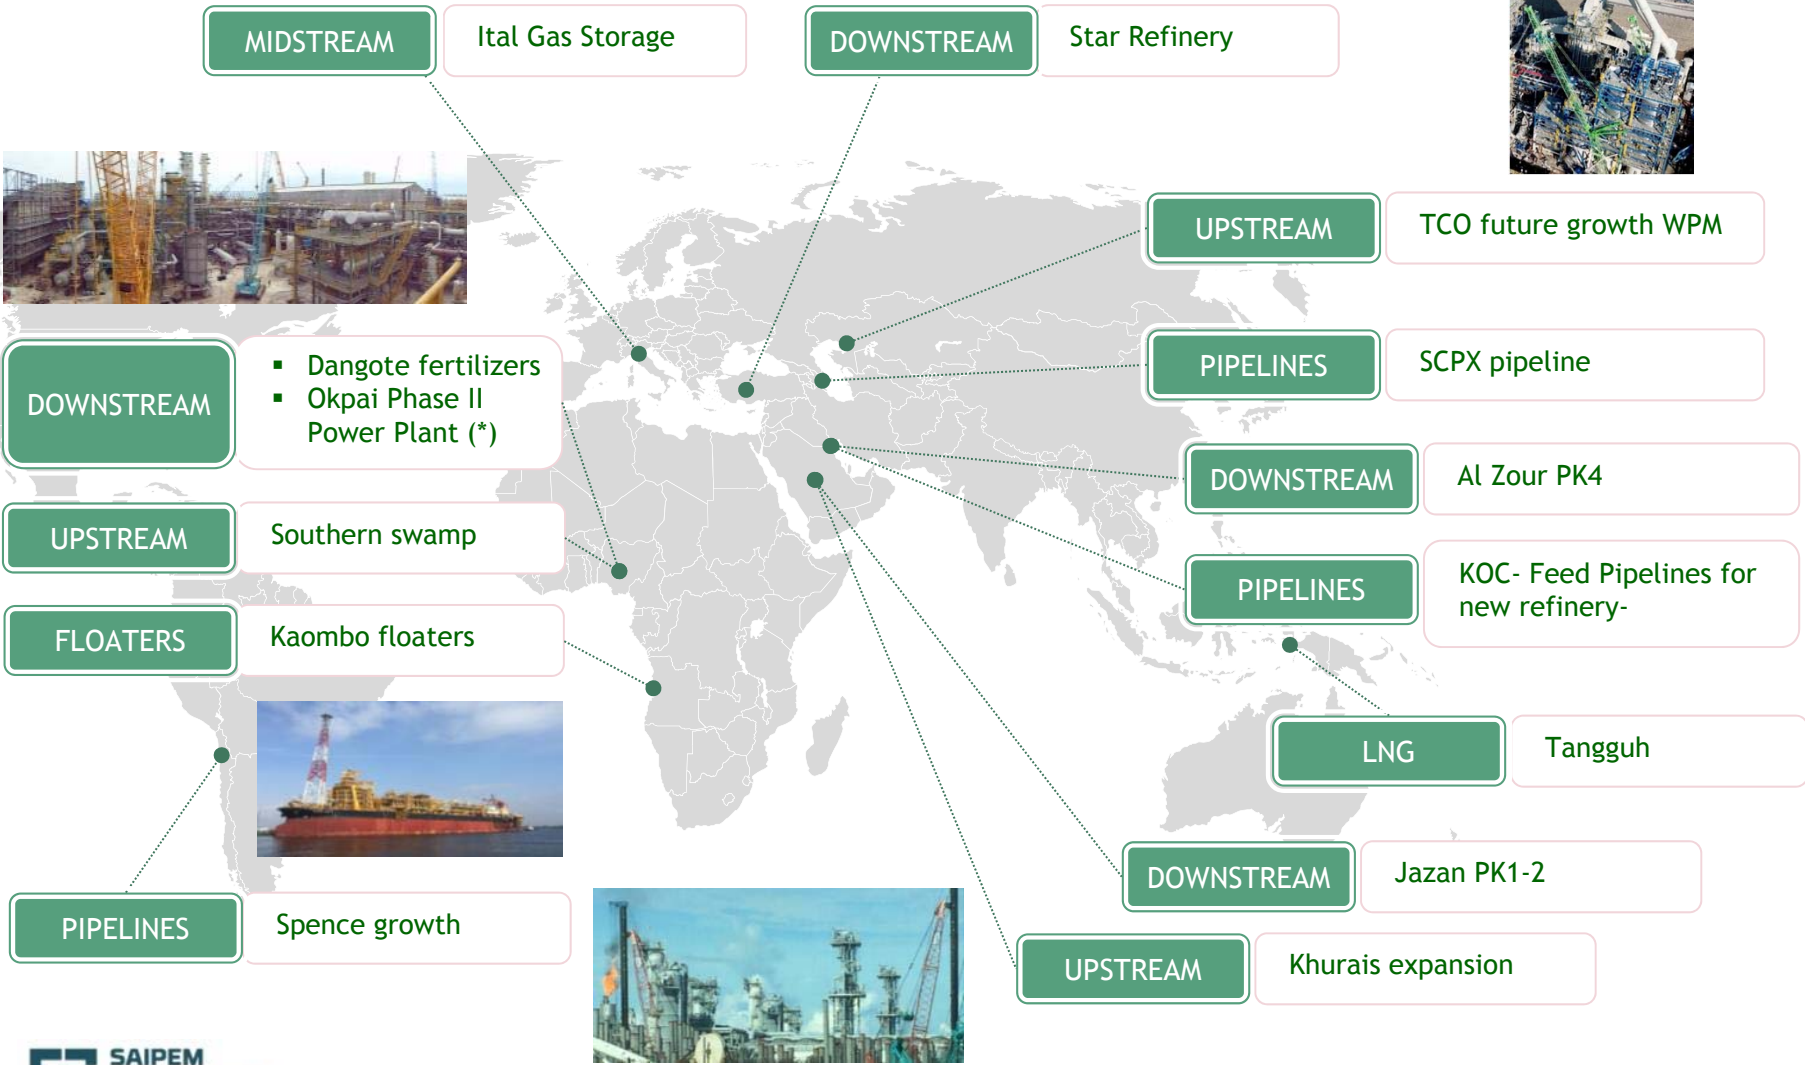 MIDSTREAM
Ital Gas Storage
DOWNSTREAM
Star Refinery
UPSTREAM
TCO future growth WPM
DOWNSTREAM
▪ Dangote fertilizers
▪ Okpai Phase II
Power Plant (*)
PIPELINES
SCPX pipeline
DOWNSTREAM
Al Zour PK4
UPSTREAM
Southern swamp
PIPELINES
KOC- Feed Pipelines for
new refinery-
FLOATERS
Kaombo floaters
LNG
Tangguh
DOWNSTREAM
Jazan PK1-2
PIPELINES
Spence growth
UPSTREAM
Khurais expansion
SAIPEM